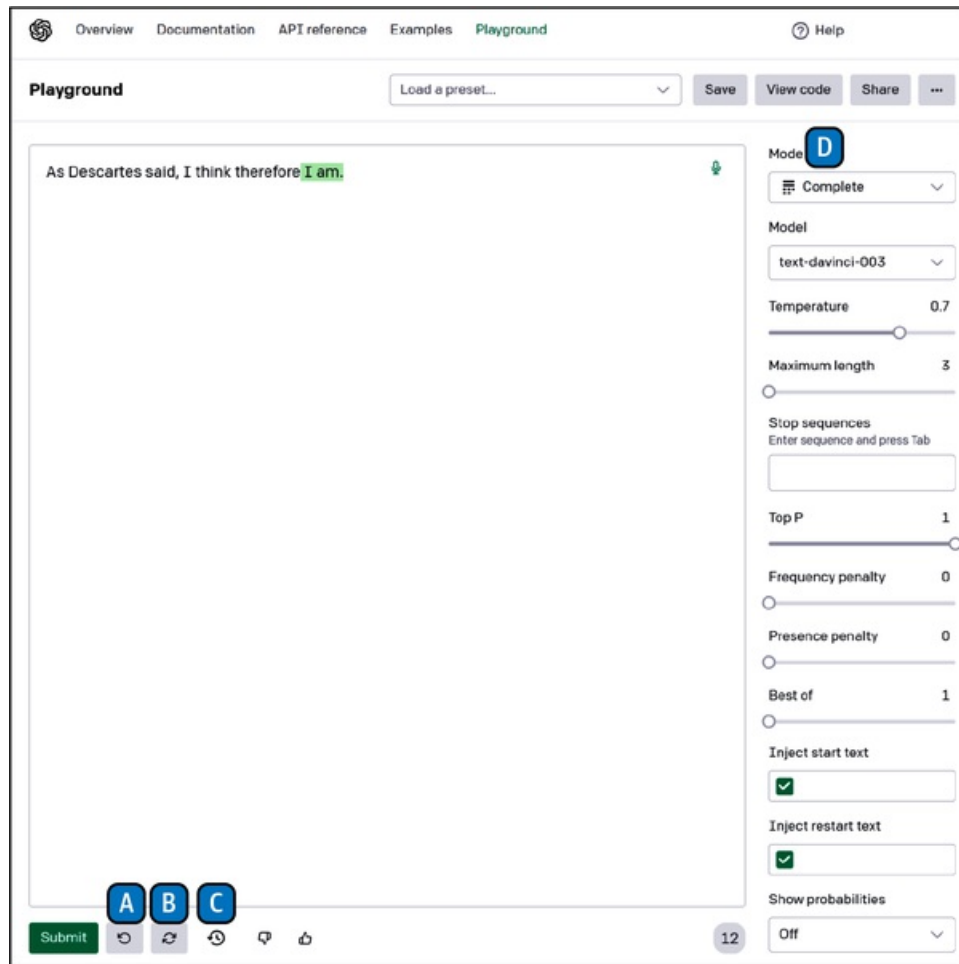 Overview Documentation API reference Examples Playground Help
Playground Load a preset... Save View code Share ...
As Descartes said, I think therefore I am.
Mode D
Complete
Model
text-davinci-003
Temperature 0.7
Maximum length 3
Stop sequences
Enter sequence and press Tab
Top P 1
Frequency penalty 0
Presence penalty 0
Best of 1
Inject start text
Inject restart text
Show probabilities
A B C
Submit 12 Off